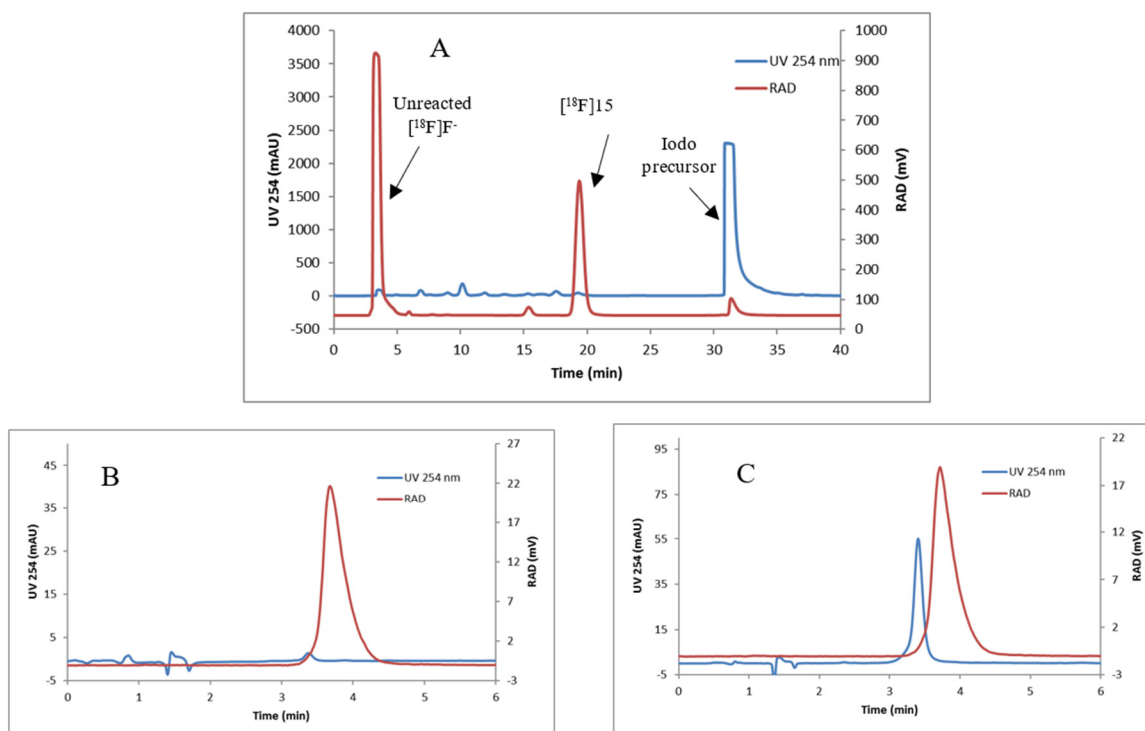 A
UV 254 nm
RAD
Unreacted
[¹⁸F]F⁻
[¹⁸F]15
Iodo
precursor
4000
3500
3000
2500
2000
1500
1000
500
0
-500
UV 254 (mAU)
1000
900
800
700
600
500
400
300
200
100
0
RAD (mV)
0 5 10 15 20 25 30 35 40
Time (min)
B
UV 254 nm
RAD
45
35
25
15
5
-5
UV 254 (mAU)
27
22
17
12
7
2
-3
RAD (mV)
0 1 2 3 4 5 6
Time (min)
C
UV 254 nm
RAD
95
75
55
35
15
-5
UV 254 (mAU)
22
17
12
7
2
-3
RAD (mV)
0 1 2 3 4 5 6
Time (min)